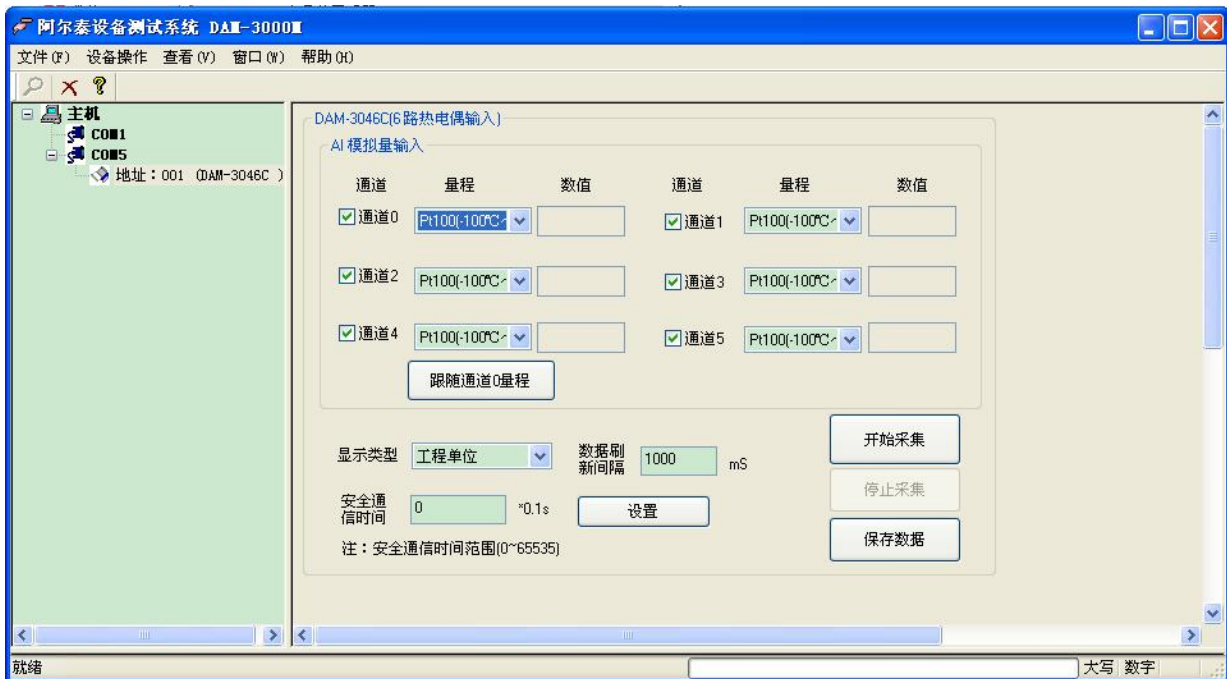 阿尔泰设备测试系统 DAM-3000M
文件(F) 设备操作 查看(V) 窗口(W) 帮助(H)
主机
COM1
COM5
地址：001 (DAM-3046C )
DAM-3046C(6路热电偶输入)
AI 模拟量输入
通道 量程 数值 通道 量程 数值
通道0 Pt100(-100℃~ 通道1 Pt100(-100℃~
通道2 Pt100(-100℃~ 通道3 Pt100(-100℃~
通道4 Pt100(-100℃~ 通道5 Pt100(-100℃~
跟随通道0量程
开始采集
显示类型 工程单位 数据刷新间隔 1000 mS
停止采集
安全通信时间 0 *0.1s 设置
保存数据
注：安全通信时间范围(0~65535)
就绪 大写 数字